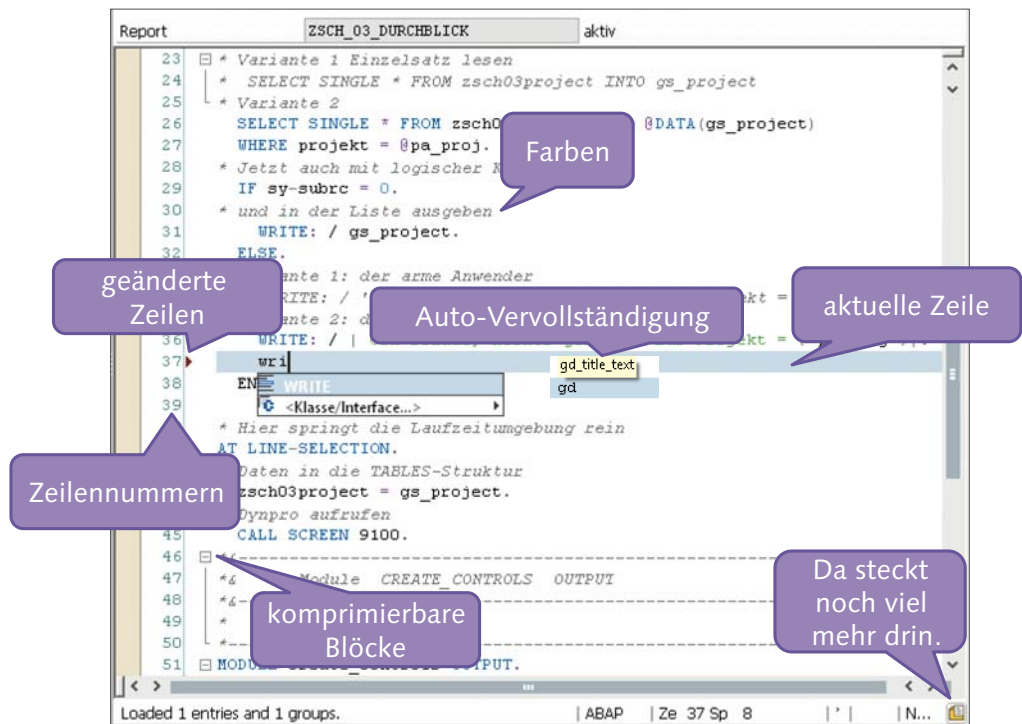 Report ZSCH_03_DURCHBLICK aktiv
23 * Variante 1 Einzelsatz lesen
24 * SELECT SINGLE * FROM zsch03project INTO gs_project
25 * Variante 2
26 SELECT SINGLE * FROM @DATA(gs_project)
27 WHERE projekt = @pa_proj.
Farben
28 * Jetzt auch mit logischer
29 IF sy-subrc = 0.
30 * und in der Liste ausgeben
31 WRITE: / gs_project.
32 ELSE.
geänderte
Zeilen
1: der arme Anwender
/ '
2:
Auto-Vervollständigung
aktuelle Zeile
36 WRITE: / |
37 wri
gd_title_text
38
WRITE
gd
39
<Klasse/Interface...>
* Hier springt die Laufzeitumgebung rein
AT LINE-SELECTION.
Daten in die TABLES-Struktur
Zeilennummern
zsch03project = gs_project.
Dynpro aufrufen
45 CALL SCREEN 9100.
46
47 *& Module CREATE_CONTROLS OUTPUT
48 *&
49 *
50 *
komprimierbare
Blöcke
Da steckt
noch viel
mehr drin.
51 MODULE
Loaded 1 entries and 1 groups. ABAP Ze 37 Sp 8 N...